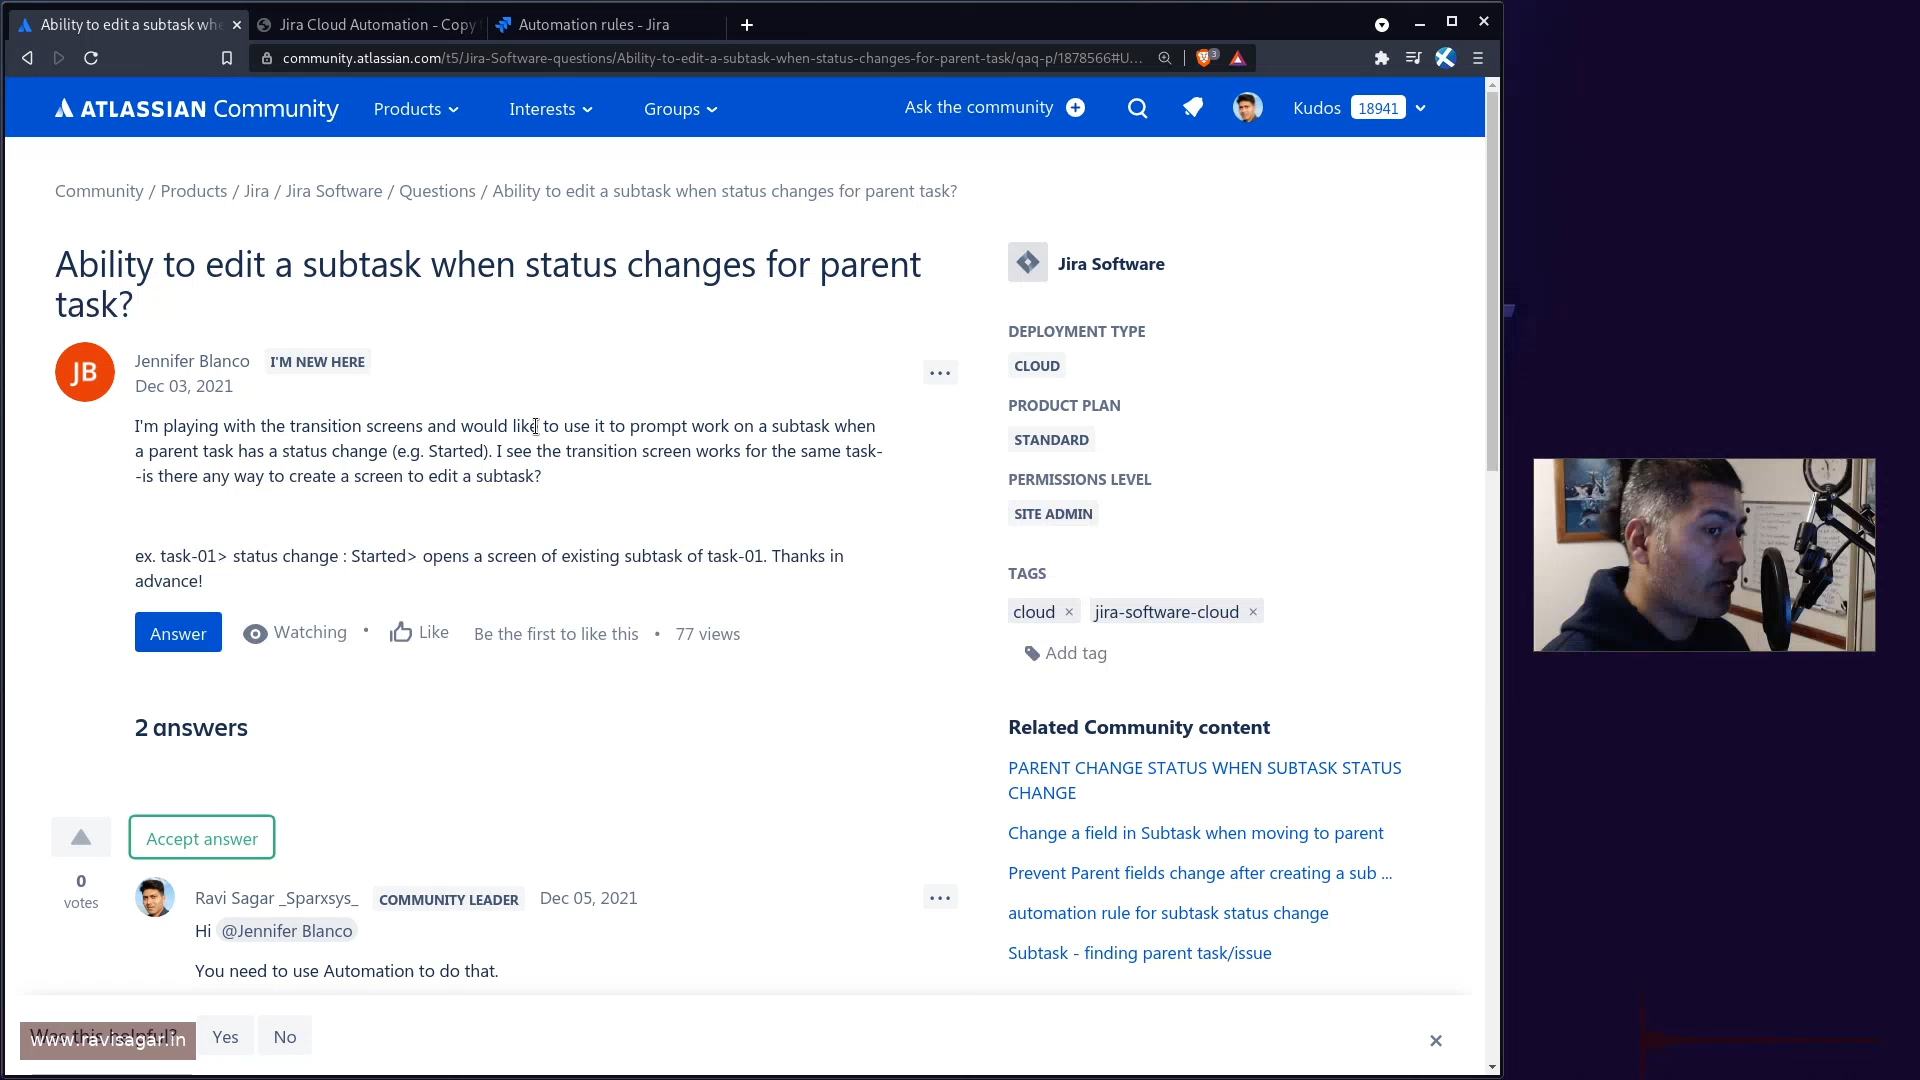 Ability to edit a subtask whe
Jira Cloud Automation - Copy
Automation rules - Jira
community.atlassian.com/t5/Jira-Software-questions/Ability-to-edit-a-subtask-when-status-changes-for-parent-task/qaq-p/1878566#U...
3
ATLASSIAN Community
Products
Interests
Groups
Ask the community
Kudos 18941
Community / Products / Jira / Jira Software / Questions / Ability to edit a subtask when status changes for parent task?
Ability to edit a subtask when status changes for parent
task?
JB
Jennifer Blanco I'M NEW HERE
Dec 03, 2021
...
I'm playing with the transition screens and would like to use it to prompt work on a subtask when
a parent task has a status change (e.g. Started). I see the transition screen works for the same task-
-is there any way to create a screen to edit a subtask?
ex. task-01> status change : Started> opens a screen of existing subtask of task-01. Thanks in
advance!
Answer
Watching • Like Be the first to like this • 77 views
2 answers
Accept answer
0
votes
Ravi Sagar _Sparxsys_ COMMUNITY LEADER Dec 05, 2021
...
Hi @Jennifer Blanco
You need to use Automation to do that.
Jira Software
DEPLOYMENT TYPE
CLOUD
PRODUCT PLAN
STANDARD
PERMISSIONS LEVEL
SITE ADMIN
TAGS
cloud × jira-software-cloud ×
Add tag
Related Community content
PARENT CHANGE STATUS WHEN SUBTASK STATUS
CHANGE
Change a field in Subtask when moving to parent
Prevent Parent fields change after creating a sub ...
automation rule for subtask status change
Subtask - finding parent task/issue
Was this helpful?
www.ravisagar.in
Yes
No